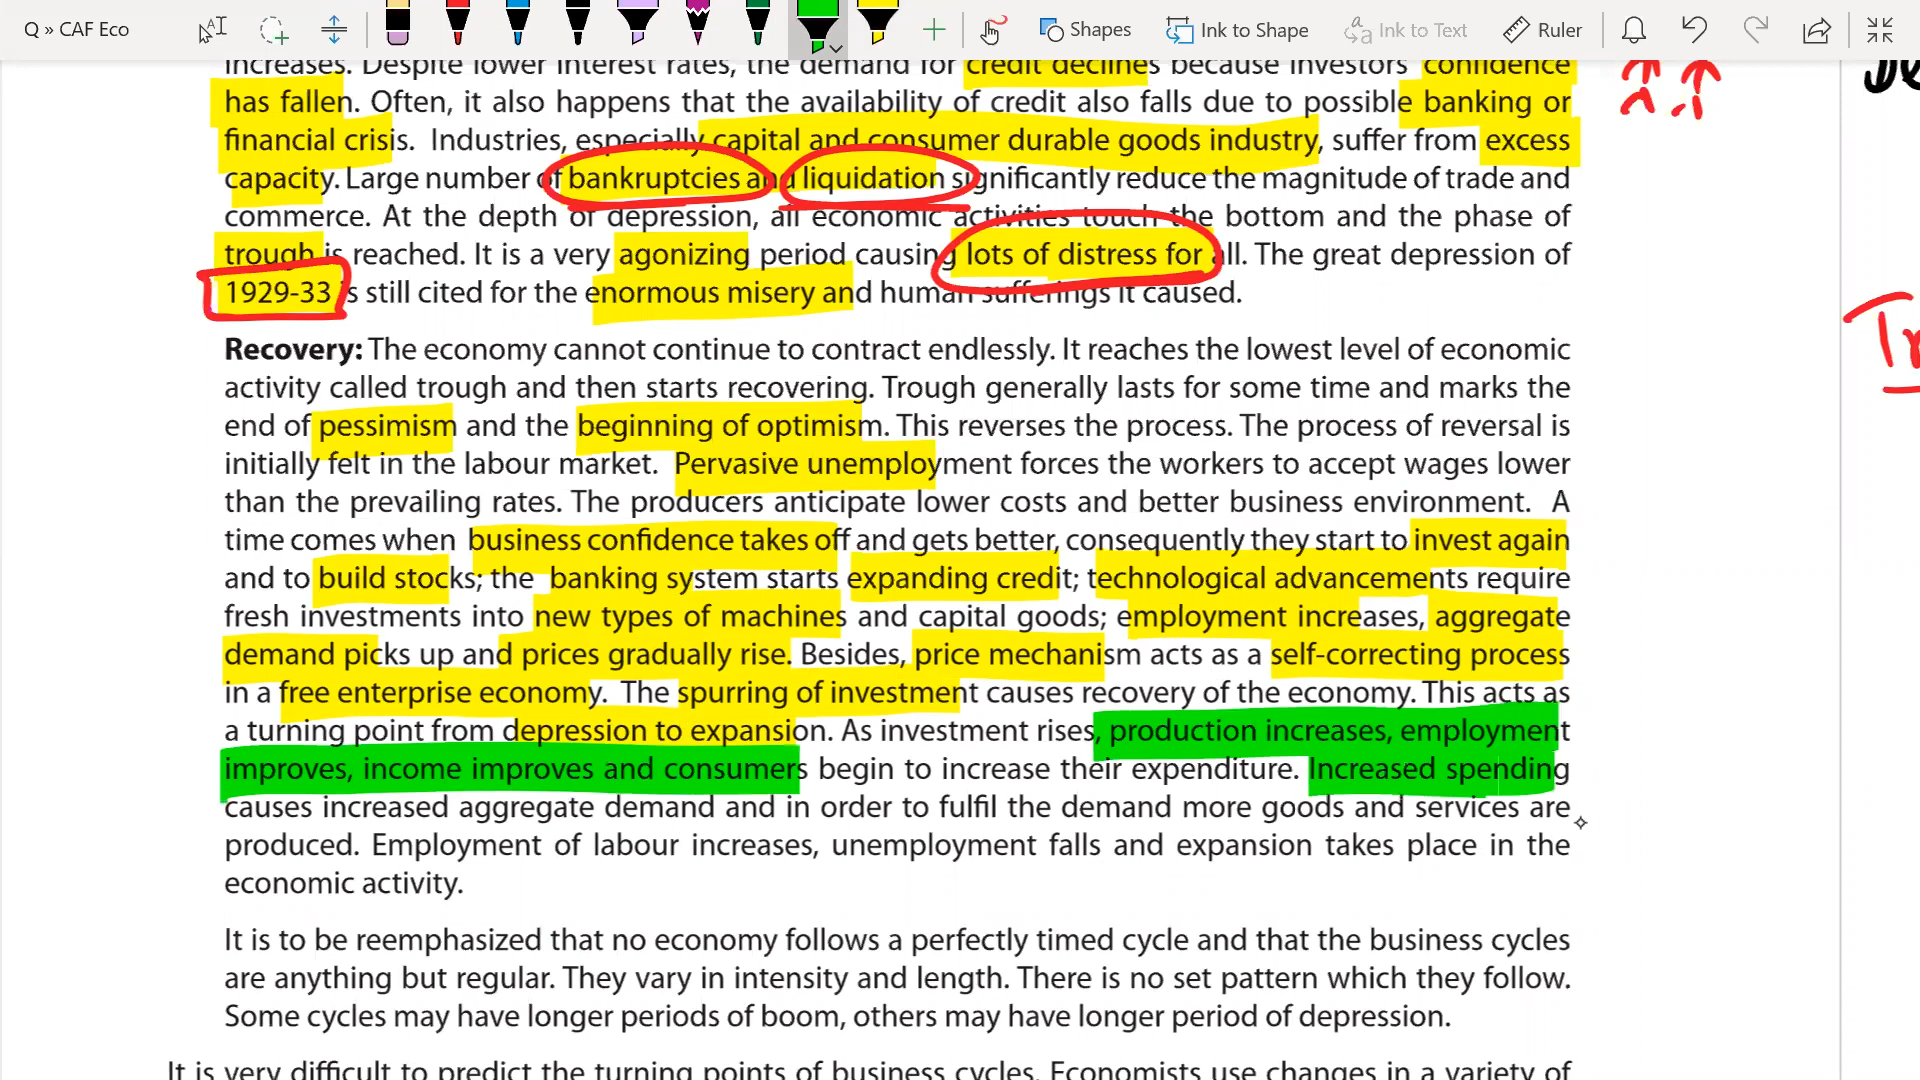 Q » CAF Eco
Shapes
Ink to Shape
Ink to Text
Ruler
increases. Despite lower interest rates, the demand for credit declines because investors' confidence
has fallen. Often, it also happens that the availability of credit also falls due to possible banking or
financial crisis. Industries, especially capital and consumer durable goods industry, suffer from excess
capacity. Large number of bankruptcies and liquidation significantly reduce the magnitude of trade and
commerce. At the depth of depression, all economic activities touch the bottom and the phase of
trough is reached. It is a very agonizing period causing lots of distress for all. The great depression of
1929-33 is still cited for the enormous misery and human sufferings it caused.
Recovery: The economy cannot continue to contract endlessly. It reaches the lowest level of economic
activity called trough and then starts recovering. Trough generally lasts for some time and marks the
end of pessimism and the beginning of optimism. This reverses the process. The process of reversal is
initially felt in the labour market. Pervasive unemployment forces the workers to accept wages lower
than the prevailing rates. The producers anticipate lower costs and better business environment. A
time comes when business confidence takes off and gets better, consequently they start to invest again
and to build stocks; the banking system starts expanding credit; technological advancements require
fresh investments into new types of machines and capital goods; employment increases, aggregate
demand picks up and prices gradually rise. Besides, price mechanism acts as a self-correcting process
in a free enterprise economy. The spurring of investment causes recovery of the economy. This acts as
a turning point from depression to expansion. As investment rises, production increases, employment
improves, income improves and consumers begin to increase their expenditure. Increased spending
causes increased aggregate demand and in order to fulfil the demand more goods and services are
produced. Employment of labour increases, unemployment falls and expansion takes place in the
economic activity.
It is to be reemphasized that no economy follows a perfectly timed cycle and that the business cycles
are anything but regular. They vary in intensity and length. There is no set pattern which they follow.
Some cycles may have longer periods of boom, others may have longer period of depression.
It is very difficult to predict the turning points of business cycles. Economists use changes in a variety of